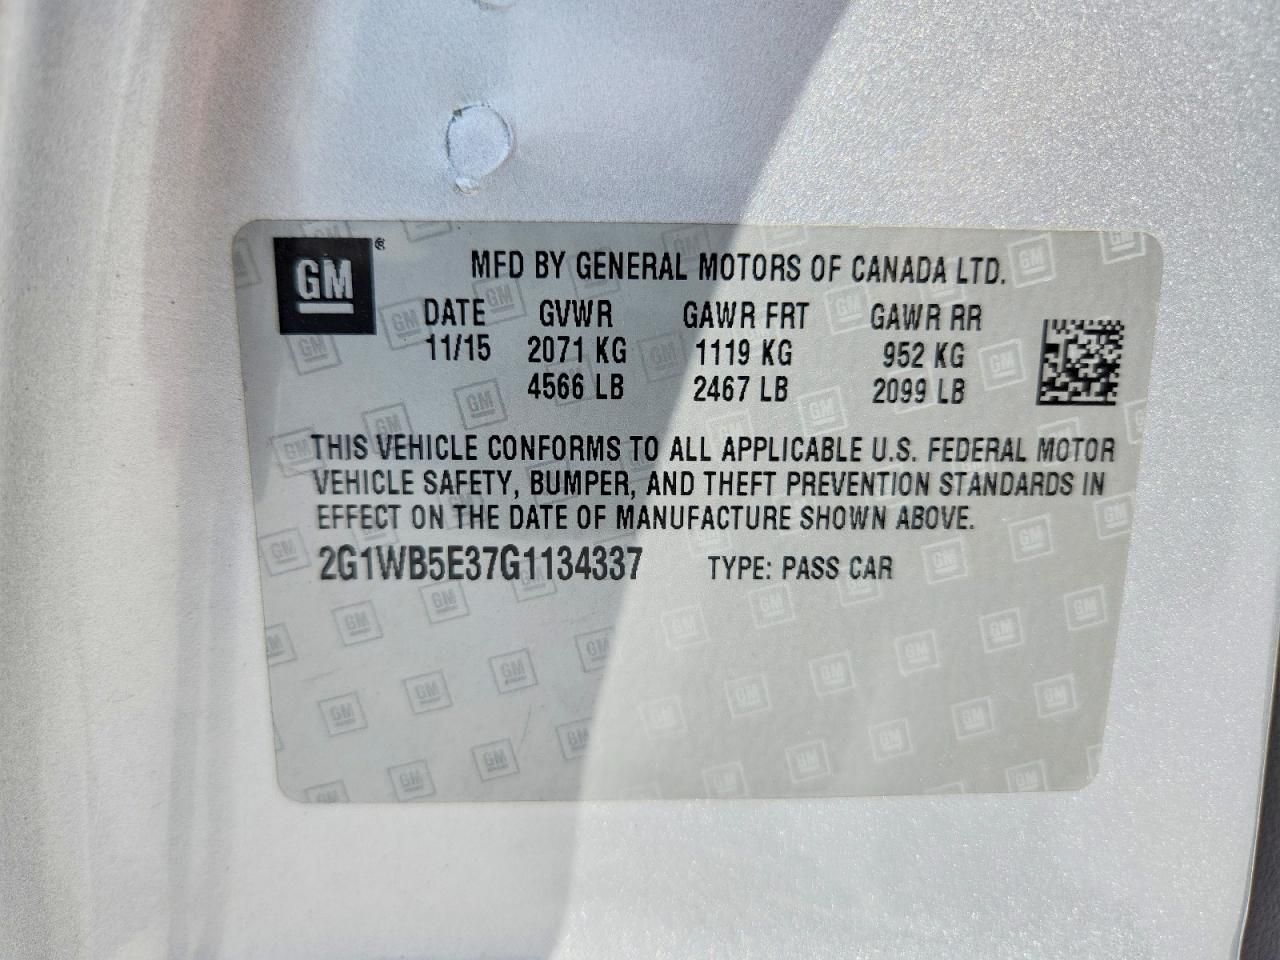 GM ®
MFD BY GENERAL MOTORS OF CANADA LTD.
DATE GVWR GAWR FRT GAWR RR
11/15 2071 KG 1119 KG 952 KG
4566 LB 2467 LB 2099 LB
THIS VEHICLE CONFORMS TO ALL APPLICABLE U.S. FEDERAL MOTOR
VEHICLE SAFETY, BUMPER, AND THEFT PREVENTION STANDARDS IN
EFFECT ON THE DATE OF MANUFACTURE SHOWN ABOVE.
2G1WB5E37G1134337 TYPE: PASS CAR